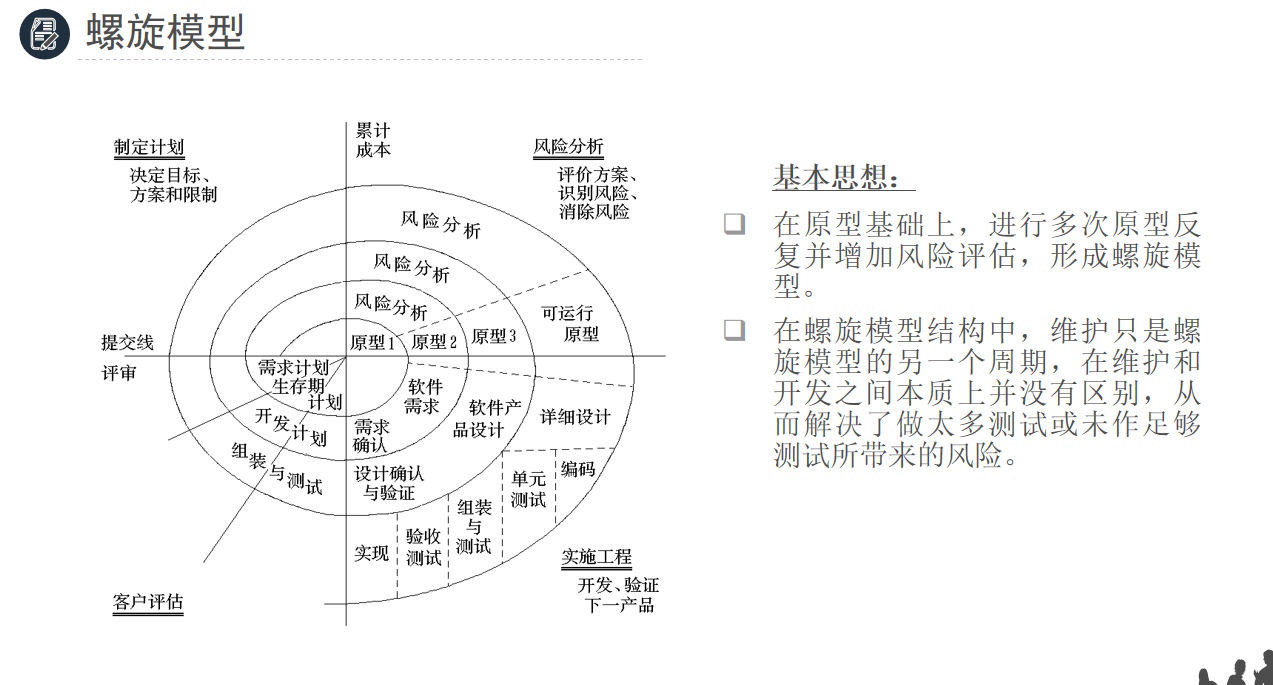 螺旋模型
累计
成本
制定计划
决定目标、
方案和限制
风险分析
评价方案、
识别风险、
消除风险
风险分析
风险分析
风险分析
可运行
原型
提交线
评审
原型1
原型2
原型3
需求计划
生存期
计划
软件
需求
开发计划
需求
确认
软件产
品设计
详细设计
组装与测试
设计确认
与验证
单元
测试
编码
组装
与
测试
验收
测试
实现
实施工程
开发、验证
下一产品
客户评估
基本思想：
❑ 在原型基础上，进行多次原型反
复并增加风险评估，形成螺旋模
型。
❑ 在螺旋模型结构中，维护只是螺
旋模型的另一个周期，在维护和
开发之间本质上并没有区别，从
而解决了做太多测试或未作足够
测试所带来的风险。